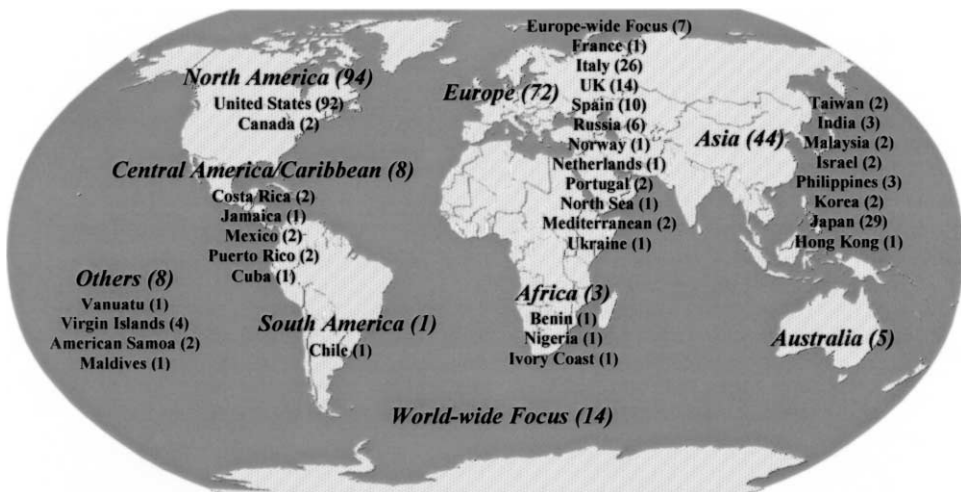 North America (94)
United States (92)
Canada (2)
Central America/Caribbean (8)
Costa Rica (2)
Jamaica (1)
Mexico (2)
Puerto Rico (2)
Cuba (1)
Others (8)
Vanuatu (1)
Virgin Islands (4)
American Samoa (2)
Maldives (1)
South America (1)
Chile (1)
Europe (72)
Europe-wide Focus (7)
France (1)
Italy (26)
UK (14)
Spain (10)
Russia (6)
Norway (1)
Netherlands (1)
Portugal (2)
North Sea (1)
Mediterranean (2)
Ukraine (1)
Africa (3)
Benin (1)
Nigeria (1)
Ivory Coast (1)
Asia (44)
Taiwan (2)
India (3)
Malaysia (2)
Israel (2)
Philippines (3)
Korea (2)
Japan (29)
Hong Kong (1)
Australia (5)
World-wide Focus (14)